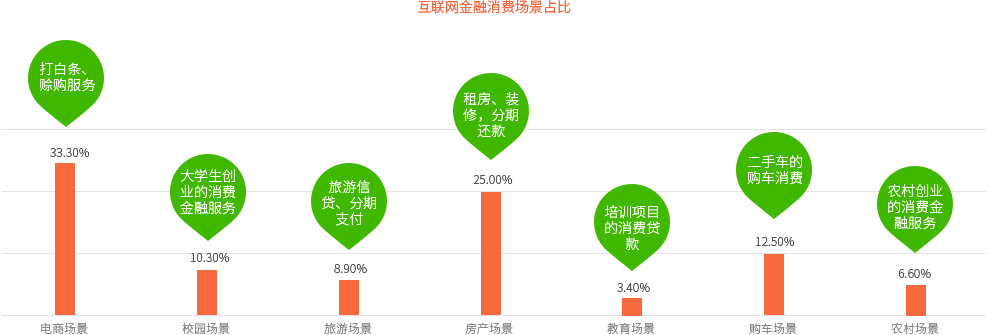 互联网金融消费场景占比
打白条、
赊购服务
33.30%
电商场景
大学生创
业的消费
金融服务
10.30%
校园场景
旅游信
贷、分期
支付
8.90%
旅游场景
租房、装
修，分期
还款
25.00%
房产场景
培训项目
的消费贷
款
3.40%
教育场景
二手车的
购车消费
12.50%
购车场景
农村创业
的消费金
融服务
6.60%
农村场景